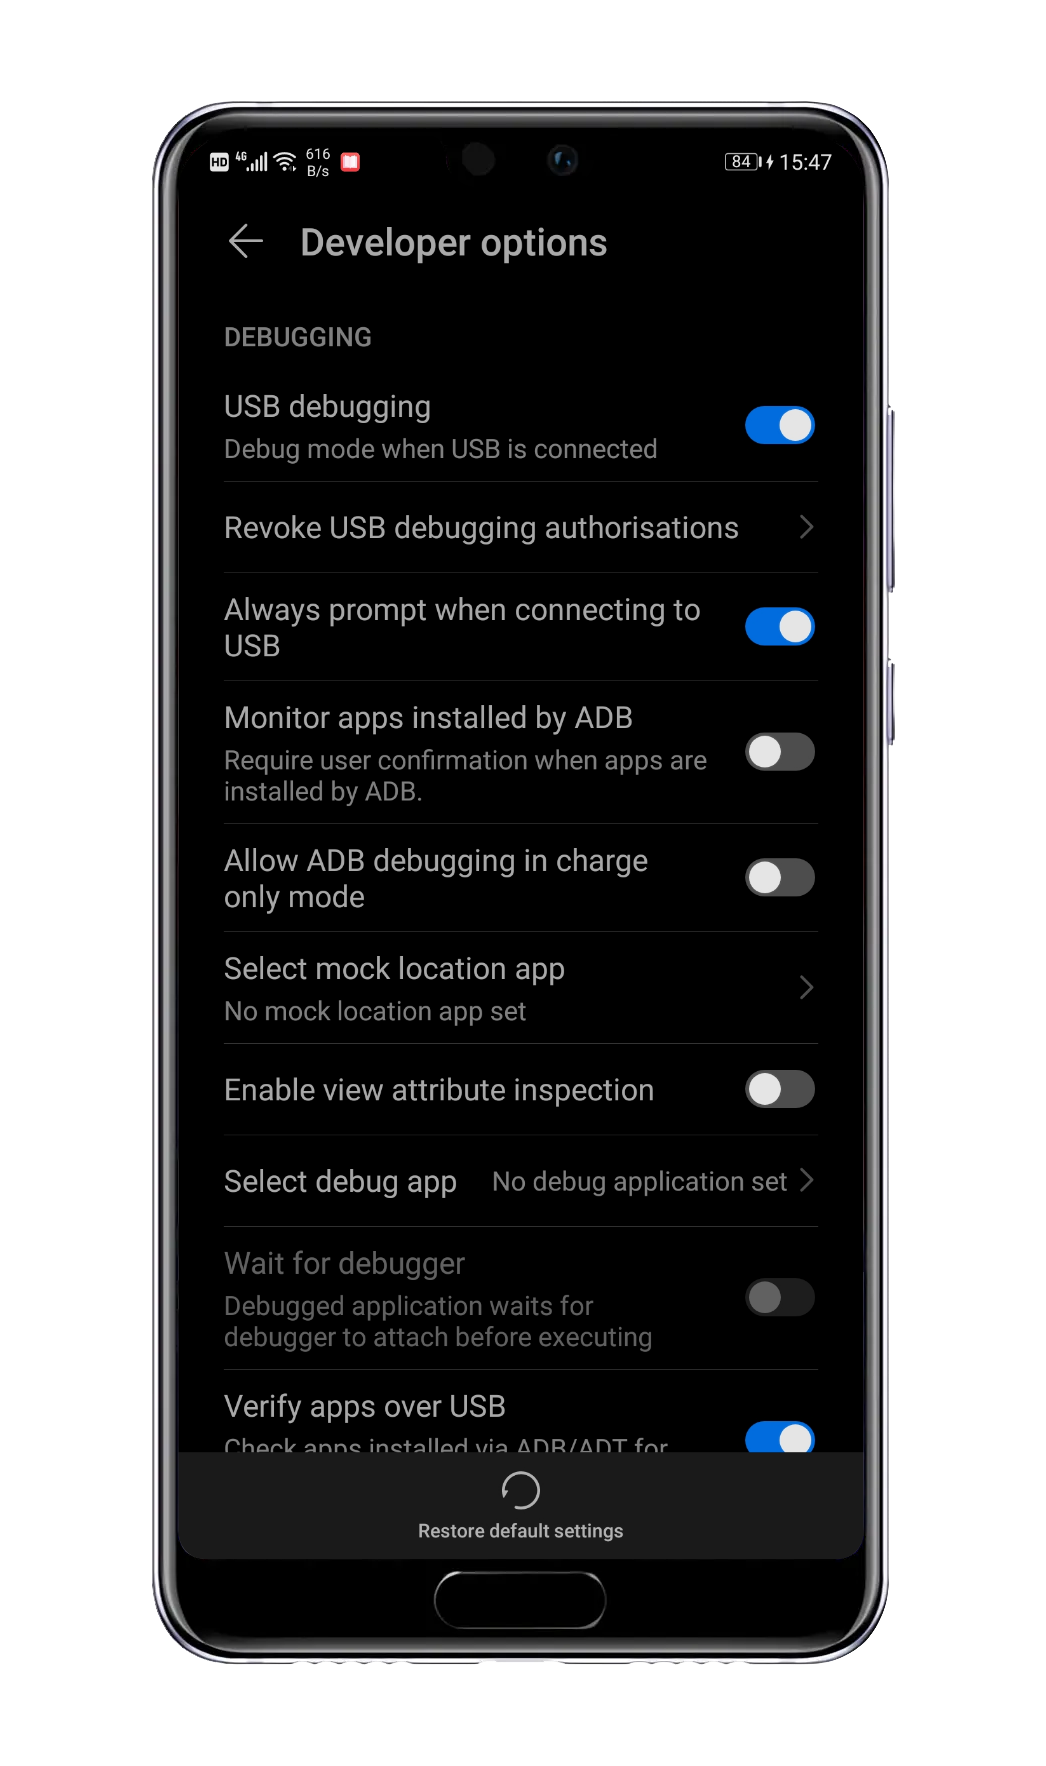 HD 4G 616 B/s 84 15:47
Developer options
DEBUGGING
USB debugging
Debug mode when USB is connected
Revoke USB debugging authorisations
Always prompt when connecting to
USB
Monitor apps installed by ADB
Require user confirmation when apps are
installed by ADB.
Allow ADB debugging in charge
only mode
Select mock location app
No mock location app set
Enable view attribute inspection
Select debug app No debug application set
Wait for debugger
Debugged application waits for
debugger to attach before executing
Verify apps over USB
Check apps installed via ADB/ADT for
Restore default settings